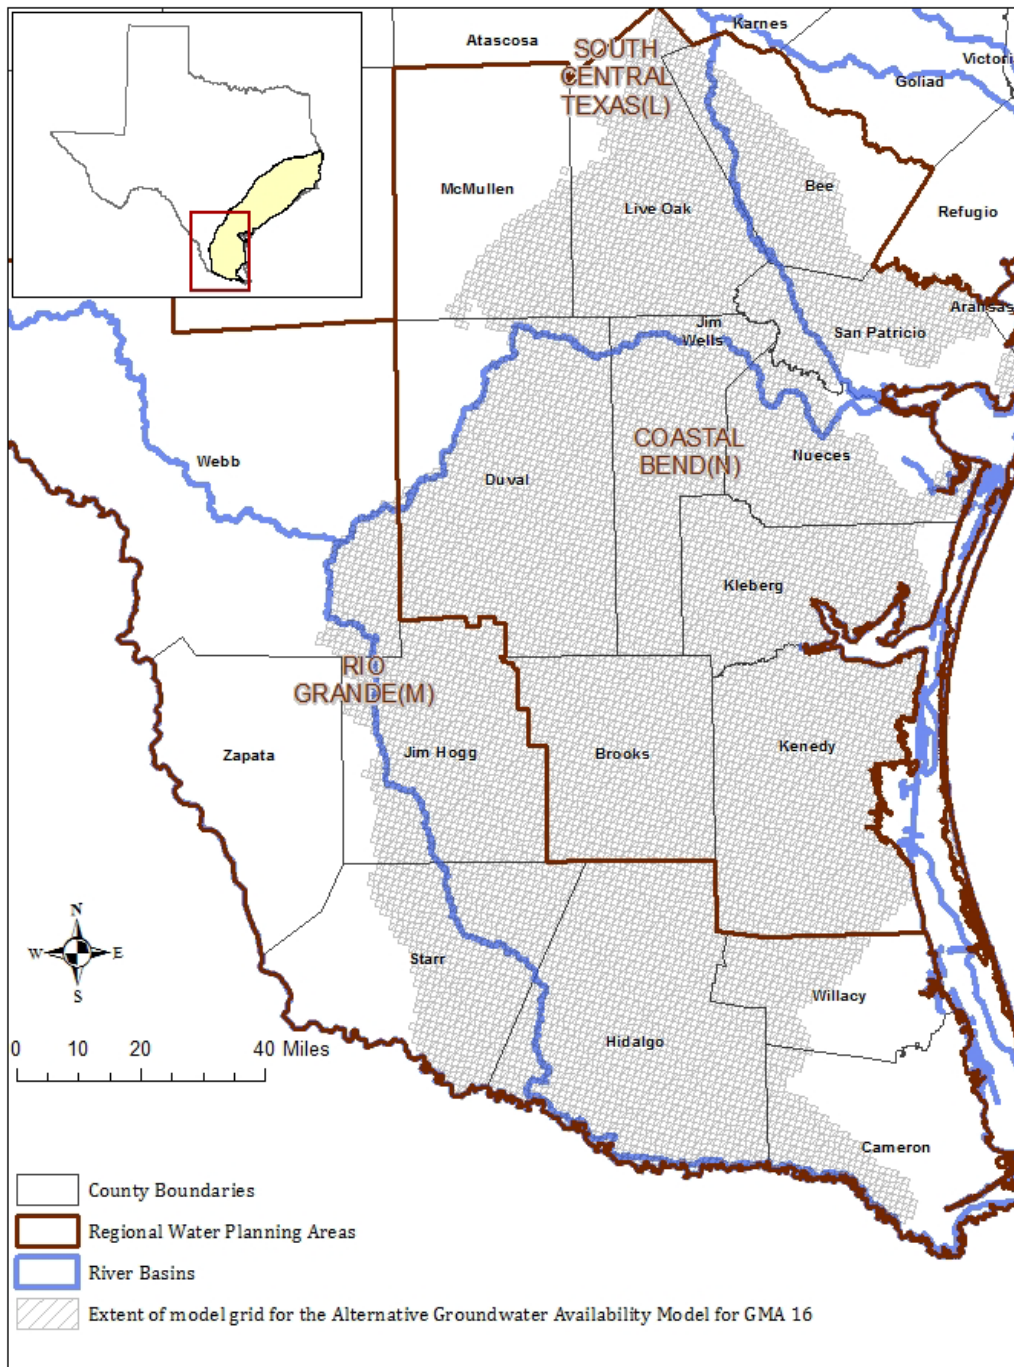 Karnes
Atascosa
SOUTH
CENTRAL
TEXAS(L)
Victori
Goliad
McMullen
Bee
Live Oak
Refugio
Aransas
Jim
Wells
San Patricio
COASTAL
BEND(N)
Nueces
Webb
Duval
Kleberg
RIO
GRANDE(M)
Zapata
Jim Hogg
Brooks
Kenedy
N
W
E
S
Starr
Willacy
Hidalgo
0 10 20 40 Miles
Cameron
County Boundaries
Regional Water Planning Areas
River Basins
Extent of model grid for the Alternative Groundwater Availability Model for GMA 16